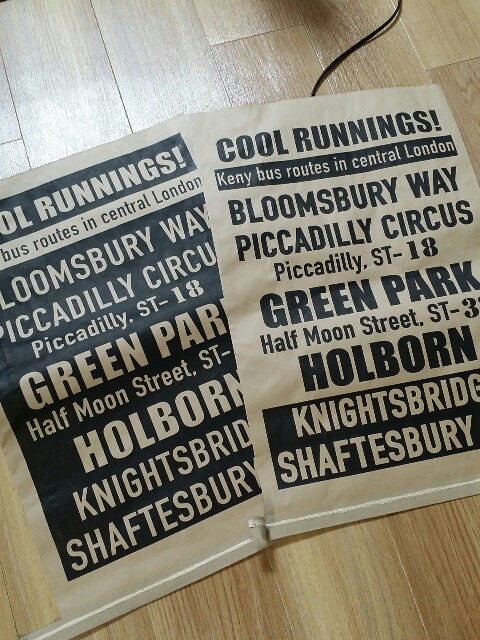 OL RUNNINGS!
bus routes in central London
LOOMSBURY WAY
PICCADILLY CIRCU
Piccadilly, ST-18
GREEN PAR
Half Moon Street, ST-
HOLBORN
KNIGHTSBRID
SHAFTESBURY
COOL RUNNINGS!
Keny bus routes in central London
BLOOMSBURY WAY
PICCADILLY CIRCUS
Piccadilly, ST-18
GREEN PARK
Half Moon Street, ST-3
HOLBORN
KNIGHTSBRIDG
SHAFTESBURY